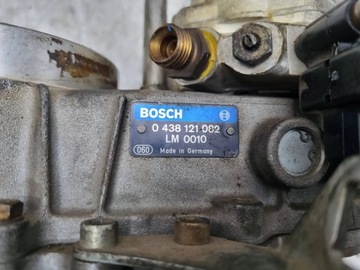 BOSCH
0 438 121 002
LM 0010
060 Made in Germany